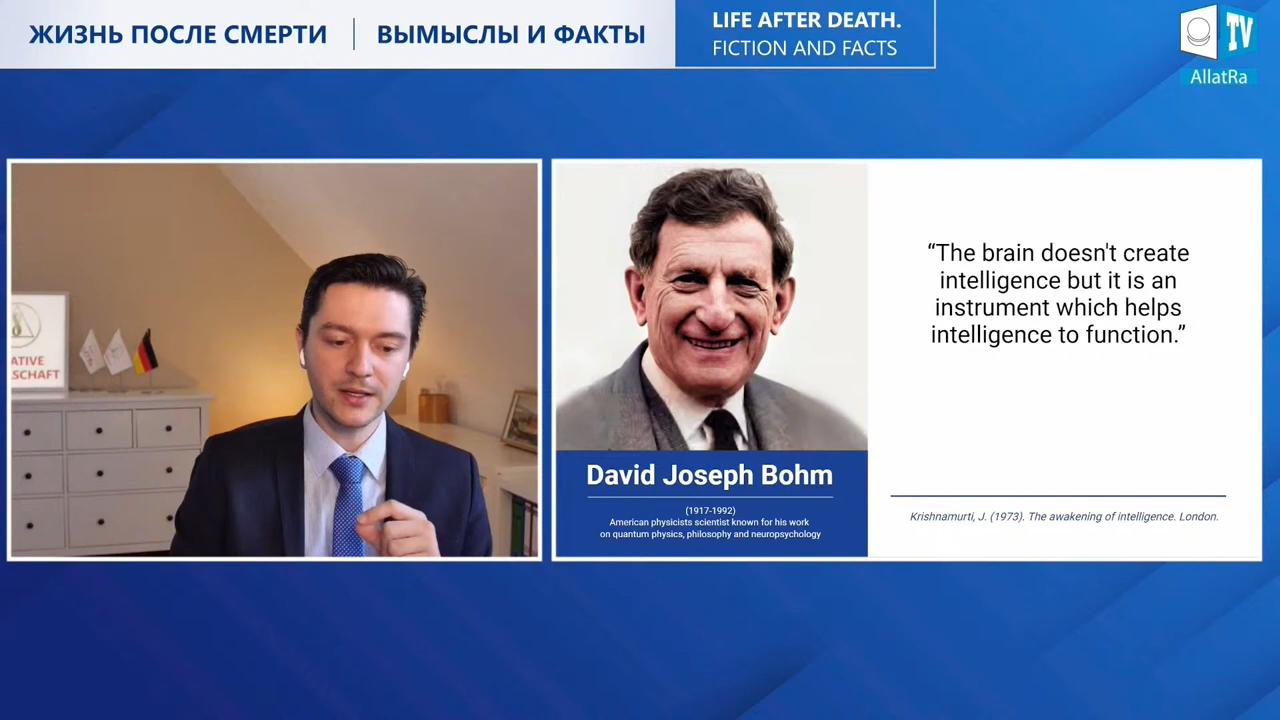 ЖИЗНЬ ПОСЛЕ СМЕРТИ | ВЫМЫСЛЫ И ФАКТЫ
LIFE AFTER DEATH.
FICTION AND FACTS
TV
AllatRa
ATIVE
SCHAFT
“The brain doesn't create
intelligence but it is an
instrument which helps
intelligence to function.”
David Joseph Bohm
(1917-1992)
American physicists scientist known for his work
on quantum physics, philosophy and neuropsychology
Krishnamurti, J. (1973). The awakening of intelligence. London.